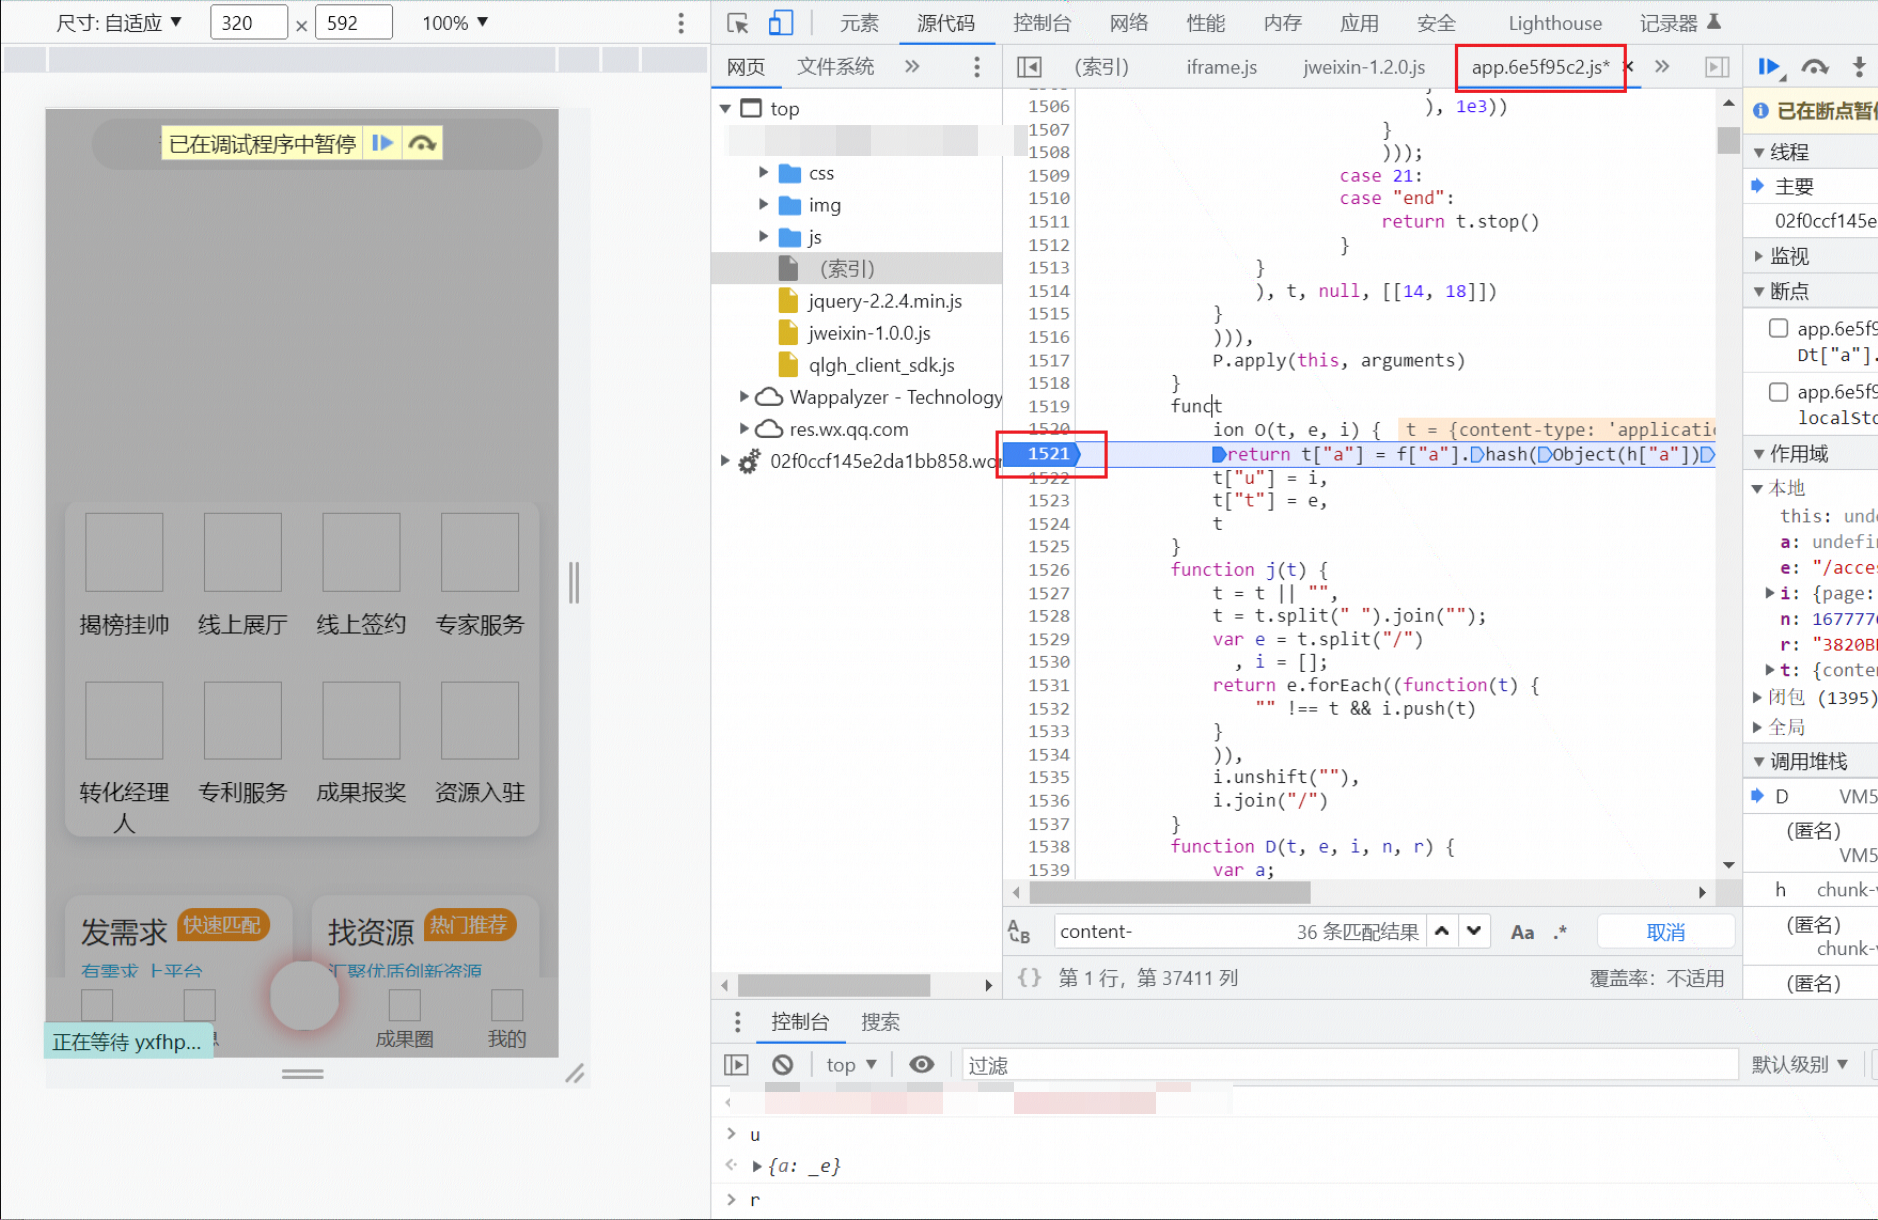 尺寸: 自适应 ▼ 320 × 592 100% ▼
元素 源代码 控制台 网络 性能 内存 应用 安全 Lighthouse 记录器
网页 文件系统 »
(索引) iframe.js jweixin-1.2.0.js app.6e5f95c2.js* × »
已在调试程序中暂停
揭榜挂帅 线上展厅 线上签约 专家服务
转化经理人 专利服务 成果报奖 资源入驻
发需求 快速匹配
有需求 上平台
找资源 热门推荐
汇聚优质创新资源
成果圈 我的
正在等待 yxfhp...
top
css
img
js
(索引)
jquery-2.2.4.min.js
jweixin-1.0.0.js
qlgh_client_sdk.js
Wappalyzer - Technology
res.wx.qq.com
02f0ccf145e2da1bb858.wor
1506 ), 1e3))
1507 }
1508 )));
1509 case 21:
1510 case "end":
1511 return t.stop()
1512 }
1513 }
1514 ), t, null, [[14, 18]])
1515 }
1516 ))),
1517 P.apply(this, arguments)
1518 }
1519 funct
1520 ion O(t, e, i) { t = {content-type: 'applicatio
1521 return t["a"] = f["a"].hash(Object(h["a"])
1522 t["u"] = i,
1523 t["t"] = e,
1524 t
1525 }
1526 function j(t) {
1527 t = t || "",
1528 t = t.split(" ").join("");
1529 var e = t.split("/")
1530 , i = [];
1531 return e.forEach((function(t) {
1532 "" !== t && i.push(t)
1533 }
1534 )),
1535 i.unshift(""),
1536 i.join("/")
1537 }
1538 function D(t, e, i, n, r) {
1539 var a;
content- 36 条匹配结果 Aa .* 取消
{} 第 1 行，第 37411 列 覆盖率：不适用
已在断点暂停
线程
主要
02f0ccf145e
监视
断点
app.6e5f9
Dt["a"].
app.6e5f9
localSto
作用域
本地
this: unde
a: undefin
e: "/acces
i: {page:
n: 1677776
r: "3820B
t: {conten
闭包 (1395)
全局
调用堆栈
D VM5
(匿名)
VM5
h chunk-v
(匿名)
chunk-v
(匿名)
控制台 搜索
top ▼ 过滤 默认级别 ▼
> u
{a: _e}
> r